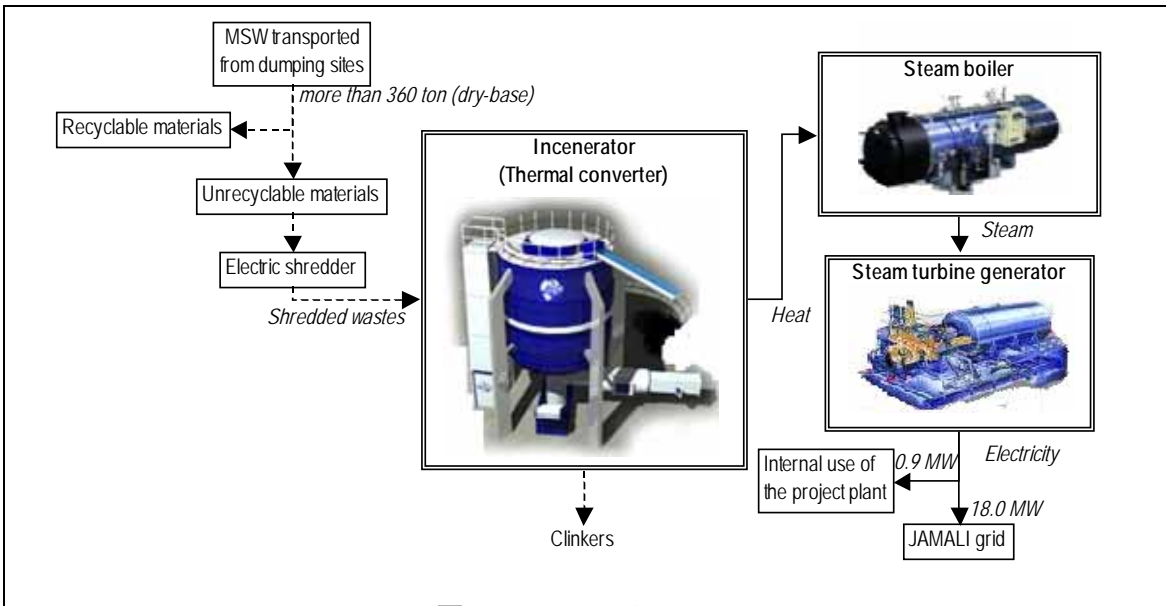 MSW transported
from dumping sites
more than 360 ton (dry-base)
Recyclable materials
Unrecyclable materials
Electric shredder
Shredded wastes
Incenerator
(Thermal converter)
Clinkers
Heat
Steam boiler
Steam
Steam turbine generator
Electricity
0.9 MW
Internal use of
the project plant
18.0 MW
JAMALI grid